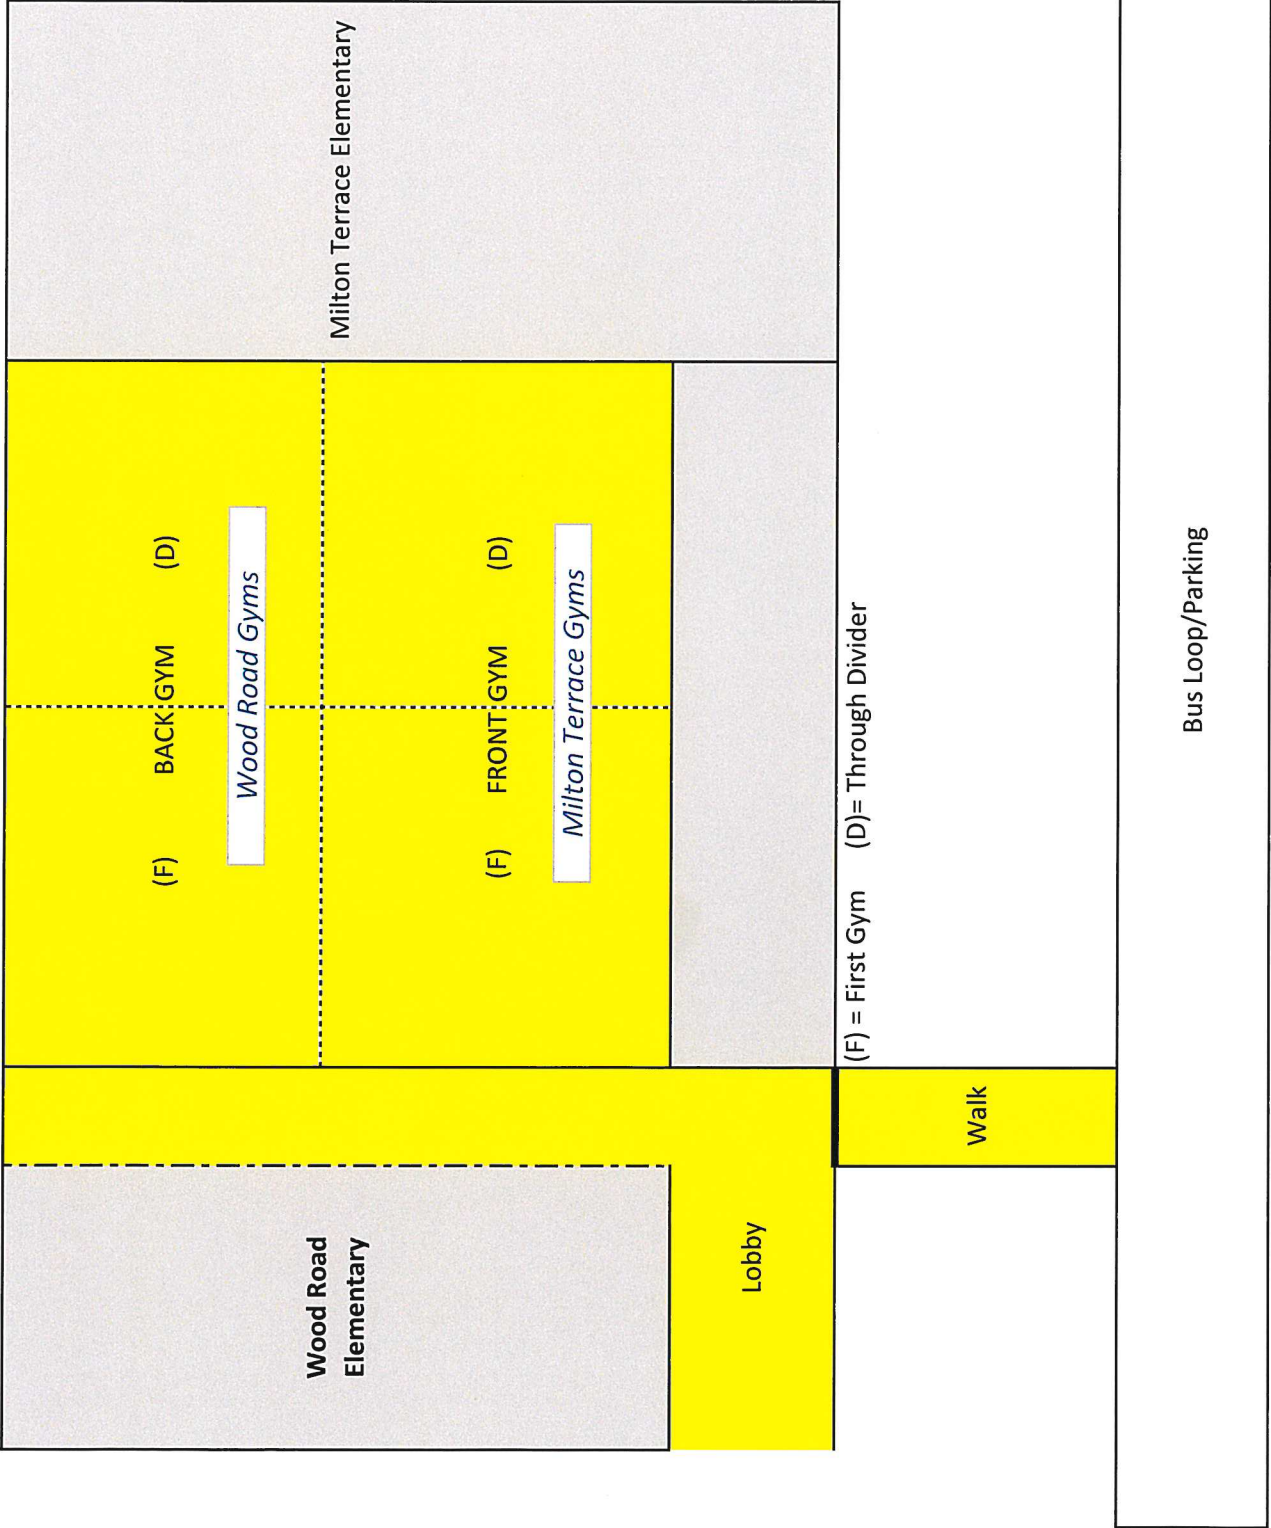 (F) BACK GYM (D)
Wood Road Gyms
Wood Road
Elementary
Milton Terrace Elementary
(F) FRONT GYM (D)
Milton Terrace Gyms
Lobby
(F) = First Gym (D)= Through Divider
Walk
Bus Loop/Parking